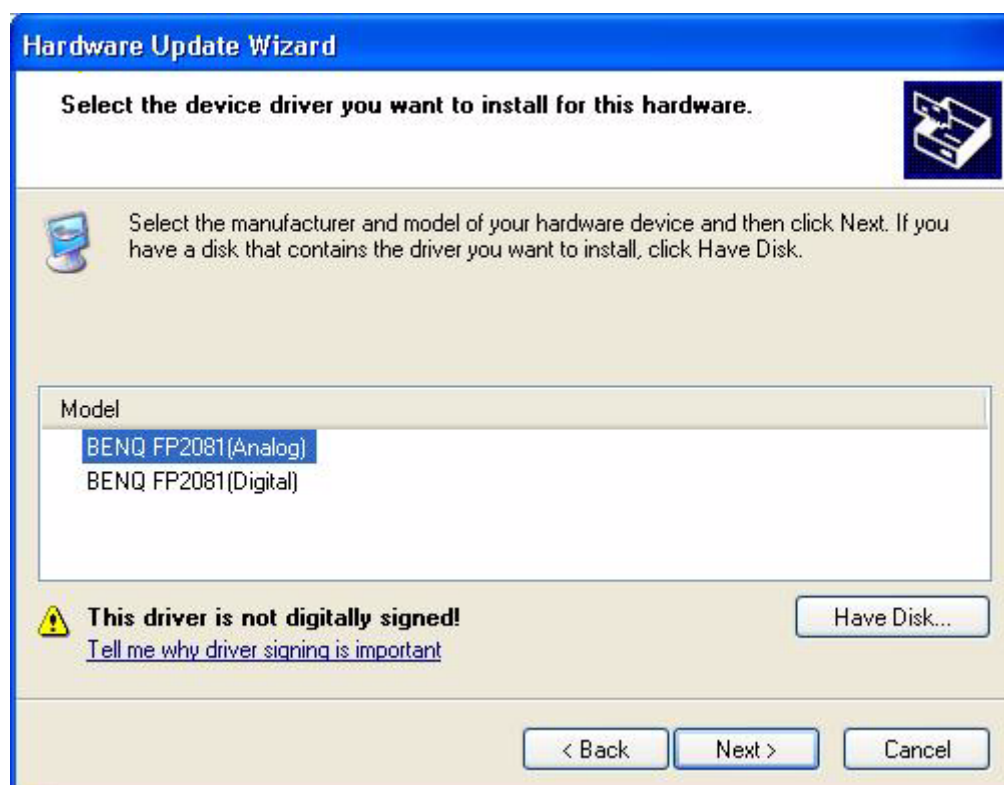 Hardware Update Wizard
Select the device driver you want to install for this hardware.
Select the manufacturer and model of your hardware device and then click Next. If you
have a disk that contains the driver you want to install, click Have Disk.
Model
BENQ FP2081(Analog)
BENQ FP2081(Digital)
This driver is not digitally signed!
Have Disk...
Tell me why driver signing is important
< Back
Next >
Cancel